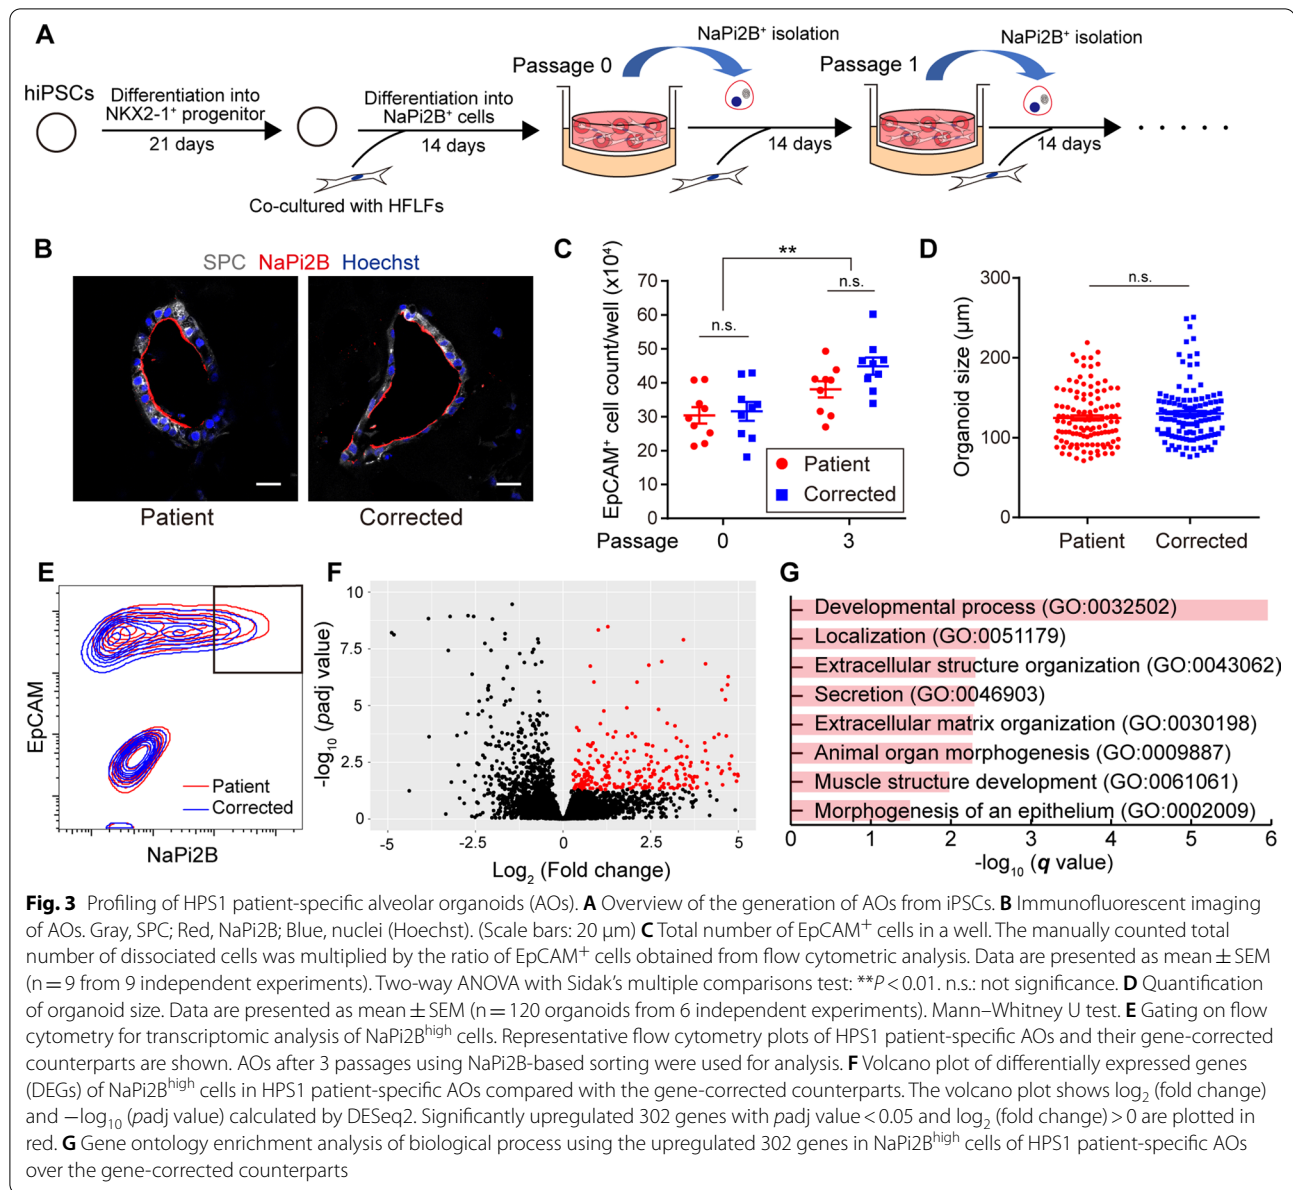 A
hiPSCs
Differentiation into
NKX2-1⁺ progenitor
21 days
Differentiation into
NaPi2B⁺ cells
14 days
Co-cultured with HFLFs
Passage 0
NaPi2B⁺ isolation
14 days
Passage 1
NaPi2B⁺ isolation
14 days
. . . . .
B
SPC NaPi2B Hoechst
Patient
Corrected
C
EpCAM⁺ cell count/well (x10⁴)
70
60
50
40
30
20
10
0
**
n.s.
n.s.
Patient
Corrected
Passage
0
3
D
Organoid size (µm)
300
200
100
0
n.s.
Patient
Corrected
E
EpCAM
Patient
Corrected
NaPi2B
F
-log₁₀ (padj value)
10
7.5
5
2.5
0
-5
-2.5
0
2.5
5
Log₂ (Fold change)
G
Developmental process (GO:0032502)
Localization (GO:0051179)
Extracellular structure organization (GO:0043062)
Secretion (GO:0046903)
Extracellular matrix organization (GO:0030198)
Animal organ morphogenesis (GO:0009887)
Muscle structure development (GO:0061061)
Morphogenesis of an epithelium (GO:0002009)
0 1 2 3 4 5 6
-log₁₀ (q value)
Fig. 3 Profiling of HPS1 patient-specific alveolar organoids (AOs). A Overview of the generation of AOs from iPSCs. B Immunofluorescent imaging
of AOs. Gray, SPC; Red, NaPi2B; Blue, nuclei (Hoechst). (Scale bars: 20 μm) C Total number of EpCAM⁺ cells in a well. The manually counted total
number of dissociated cells was multiplied by the ratio of EpCAM⁺ cells obtained from flow cytometric analysis. Data are presented as mean ± SEM
(n = 9 from 9 independent experiments). Two-way ANOVA with Sidak's multiple comparisons test: **P < 0.01. n.s.: not significance. D Quantification
of organoid size. Data are presented as mean ± SEM (n = 120 organoids from 6 independent experiments). Mann–Whitney U test. E Gating on flow
cytometry for transcriptomic analysis of NaPi2Bʰⁱᵍʰ cells. Representative flow cytometry plots of HPS1 patient-specific AOs and their gene-corrected
counterparts are shown. AOs after 3 passages using NaPi2B-based sorting were used for analysis. F Volcano plot of differentially expressed genes
(DEGs) of NaPi2Bʰⁱᵍʰ cells in HPS1 patient-specific AOs compared with the gene-corrected counterparts. The volcano plot shows log₂ (fold change)
and −log₁₀ (padj value) calculated by DESeq2. Significantly upregulated 302 genes with padj value < 0.05 and log₂ (fold change) > 0 are plotted in
red. G Gene ontology enrichment analysis of biological process using the upregulated 302 genes in NaPi2Bʰⁱᵍʰ cells of HPS1 patient-specific AOs
over the gene-corrected counterparts